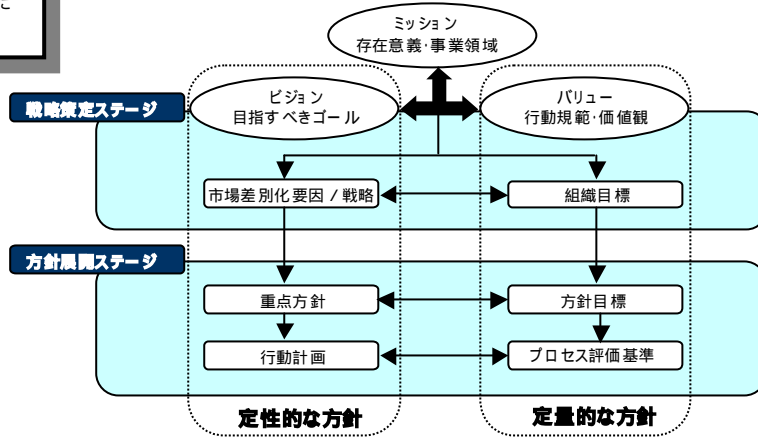 に
ミッション
存在意義・事業領域
ビジョン
目指すべきゴール
バリュー
行動規範・価値観
戦略策定ステージ
市場差別化要因 / 戦略
組織目標
方針展開ステージ
重点方針
方針目標
行動計画
プロセス評価基準
定性的な方針
定量的な方針